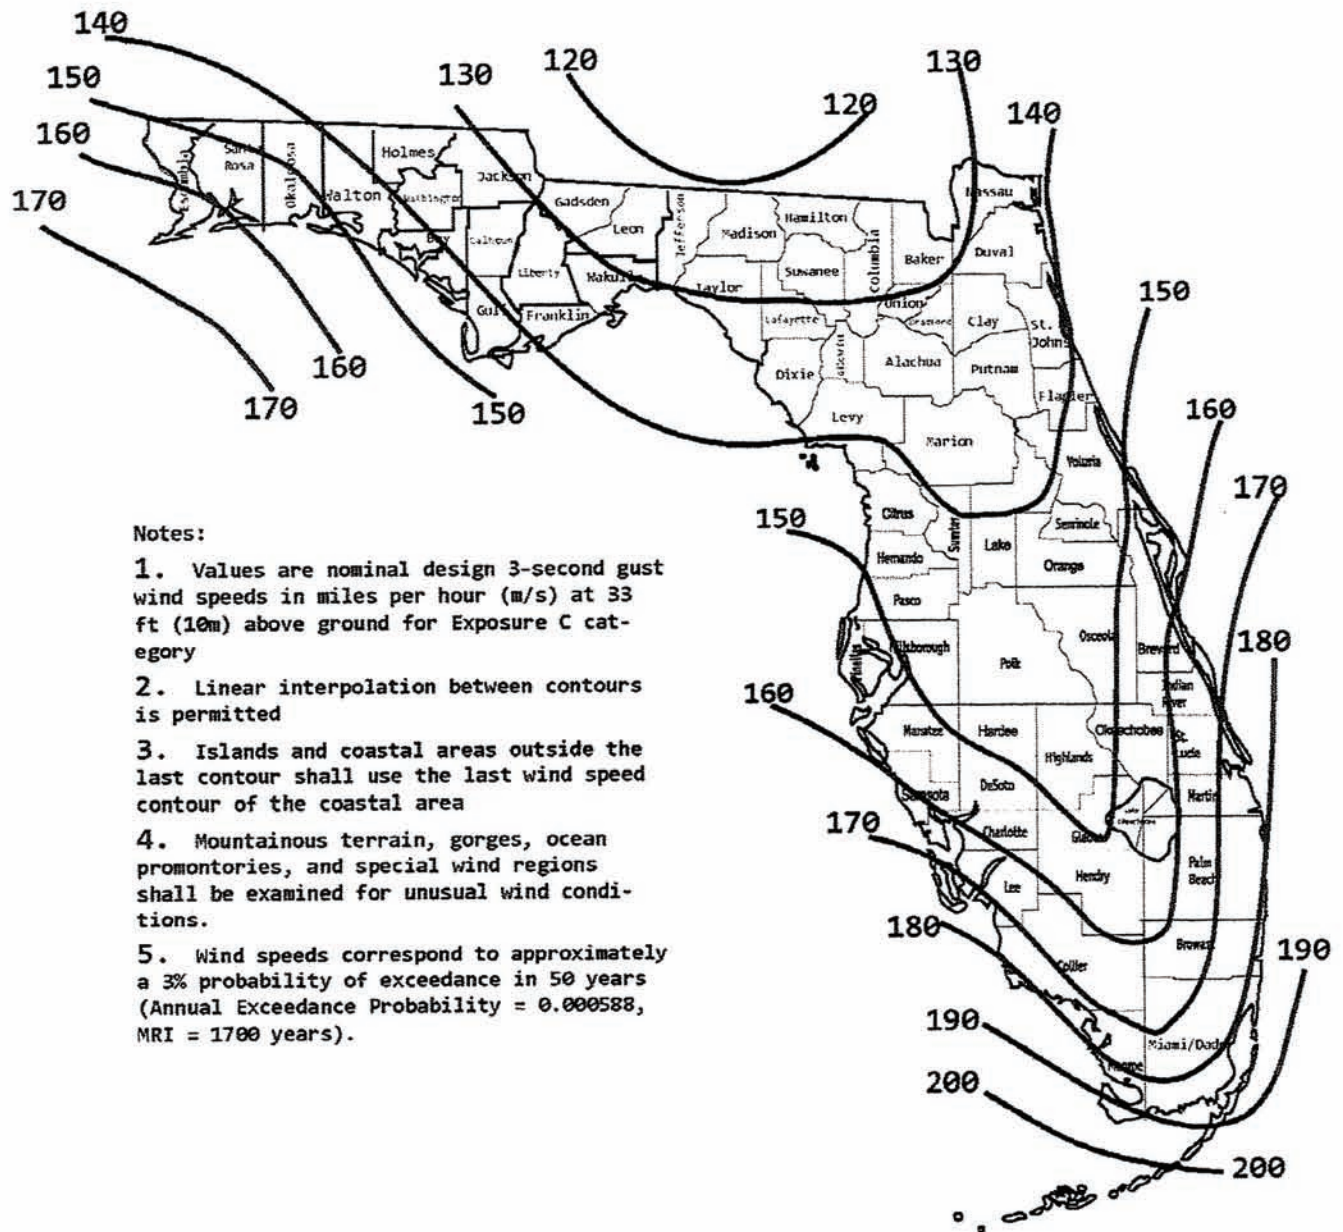 140
120
130
130
150
120
140
160
170
Holmes
Santa
Rosa
Okaloosa
Escambia
Walton
Washington
Jackson
Gadsden
Leon
Jefferson
Madison
Hamilton
Nassau
Bay
Calhoun
Liberty
Wakulla
Taylor
Suwanee
Columbia
Baker
Duval
Gulf
Franklin
Lafayette
Union
Clay
St.
Johns
150
Dixie
Alachua
Putnam
Flagler
160
170
150
Levy
Marion
Volusia
160
170
150
Citrus
Sumter
Lake
Seminole
Hernando
Orange
Pasco
Pinellas
Hillsborough
Polk
Osceola
Brevard
180
Indian
River
160
Manatee
Hardee
Highlands
Okeechobee
St.
Lucie
Sarasota
DeSoto
Martin
170
Charlotte
Glades
Lee
Hendry
Palm
Beach
180
Collier
Broward
190
190
Monroe
Miami/Dade
200
200
Notes:
1. Values are nominal design 3-second gust
wind speeds in miles per hour (m/s) at 33
ft (10m) above ground for Exposure C cat-
egory
2. Linear interpolation between contours
is permitted
3. Islands and coastal areas outside the
last contour shall use the last wind speed
contour of the coastal area
4. Mountainous terrain, gorges, ocean
promontories, and special wind regions
shall be examined for unusual wind condi-
tions.
5. Wind speeds correspond to approximately
a 3% probability of exceedance in 50 years
(Annual Exceedance Probability = 0.000588,
MRI = 1700 years).